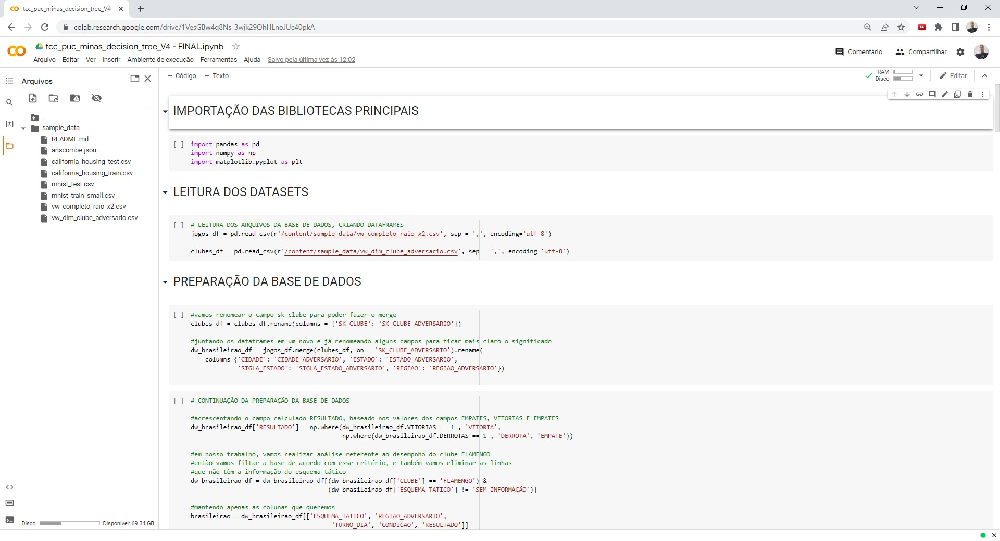 tcc_puc_minas_decision_tree_V4
colab.research.google.com/drive/1VesGBw4q8Ns-3wjk29QhHLnoJUc40pkA
tcc_puc_minas_decision_tree_V4 - FINAL.ipynb
Arquivo Editar Ver Inserir Ambiente de execução Ferramentas Ajuda Salvo pela última vez às 12:02
Comentário Compartilhar
Arquivos
+ Código + Texto
RAM
Disco
Editar
..
sample_data
README.md
anscombe.json
california_housing_test.csv
california_housing_train.csv
mnist_test.csv
mnist_train_small.csv
vw_completo_raio_x2.csv
vw_dim_clube_adversario.csv
{x}
Disco Disponível: 69.34 GB
IMPORTAÇÃO DAS BIBLIOTECAS PRINCIPAIS
[ ] import pandas as pd
import numpy as np
import matplotlib.pyplot as plt
LEITURA DOS DATASETS
[ ] # LEITURA DOS ARQUIVOS DA BASE DE DADOS, CRIANDO DATAFRAMES
jogos_df = pd.read_csv(r'/content/sample_data/vw_completo_raio_x2.csv', sep = ',', encoding='utf-8')
clubes_df = pd.read_csv(r'/content/sample_data/vw_dim_clube_adversario.csv', sep = ',', encoding='utf-8')
PREPARAÇÃO DA BASE DE DADOS
[ ] #vamos renomear o campo sk_clube para poder fazer o merge
clubes_df = clubes_df.rename(columns = {'SK_CLUBE': 'SK_CLUBE_ADVERSARIO'})
#juntando os dataframes em um novo e já renomeando alguns campos para ficar mais claro o significado
dw_brasileirao_df = jogos_df.merge(clubes_df, on = 'SK_CLUBE_ADVERSARIO').rename(
columns={'CIDADE': 'CIDADE_ADVERSARIO', 'ESTADO': 'ESTADO_ADVERSARIO',
'SIGLA_ESTADO': 'SIGLA_ESTADO_ADVERSARIO', 'REGIAO': 'REGIAO_ADVERSARIO'})
[ ] # CONTINUAÇÃO DA PREPARAÇÃO DA BASE DE DADOS
#acrescentando o campo calculado RESULTADO, baseado nos valores dos campos EMPATES, VITORIAS E EMPATES
dw_brasileirao_df['RESULTADO'] = np.where(dw_brasileirao_df.VITORIAS == 1 , 'VITORIA',
np.where(dw_brasileirao_df.DERROTAS == 1 , 'DERROTA', 'EMPATE'))
#em nosso trabalho, vamos realizar análise referente ao desempnho do clube FLAMENGO
#então vamos filtar a base de acordo com esse critério, e também vamos eliminar as linhas
#que não têm a informação do esquema tático
dw_brasileirao_df = dw_brasileirao_df[(dw_brasileirao_df['CLUBE'] == 'FLAMENGO') &
(dw_brasileirao_df['ESQUEMA_TATICO'] != 'SEM INFORMAÇÃO')]
#mantendo apenas as colunas que queremos
brasileirao = dw_brasileirao_df[['ESQUEMA_TATICO', 'REGIAO_ADVERSARIO',
'TURNO_DIA', 'CONDICAO', 'RESULTADO']]